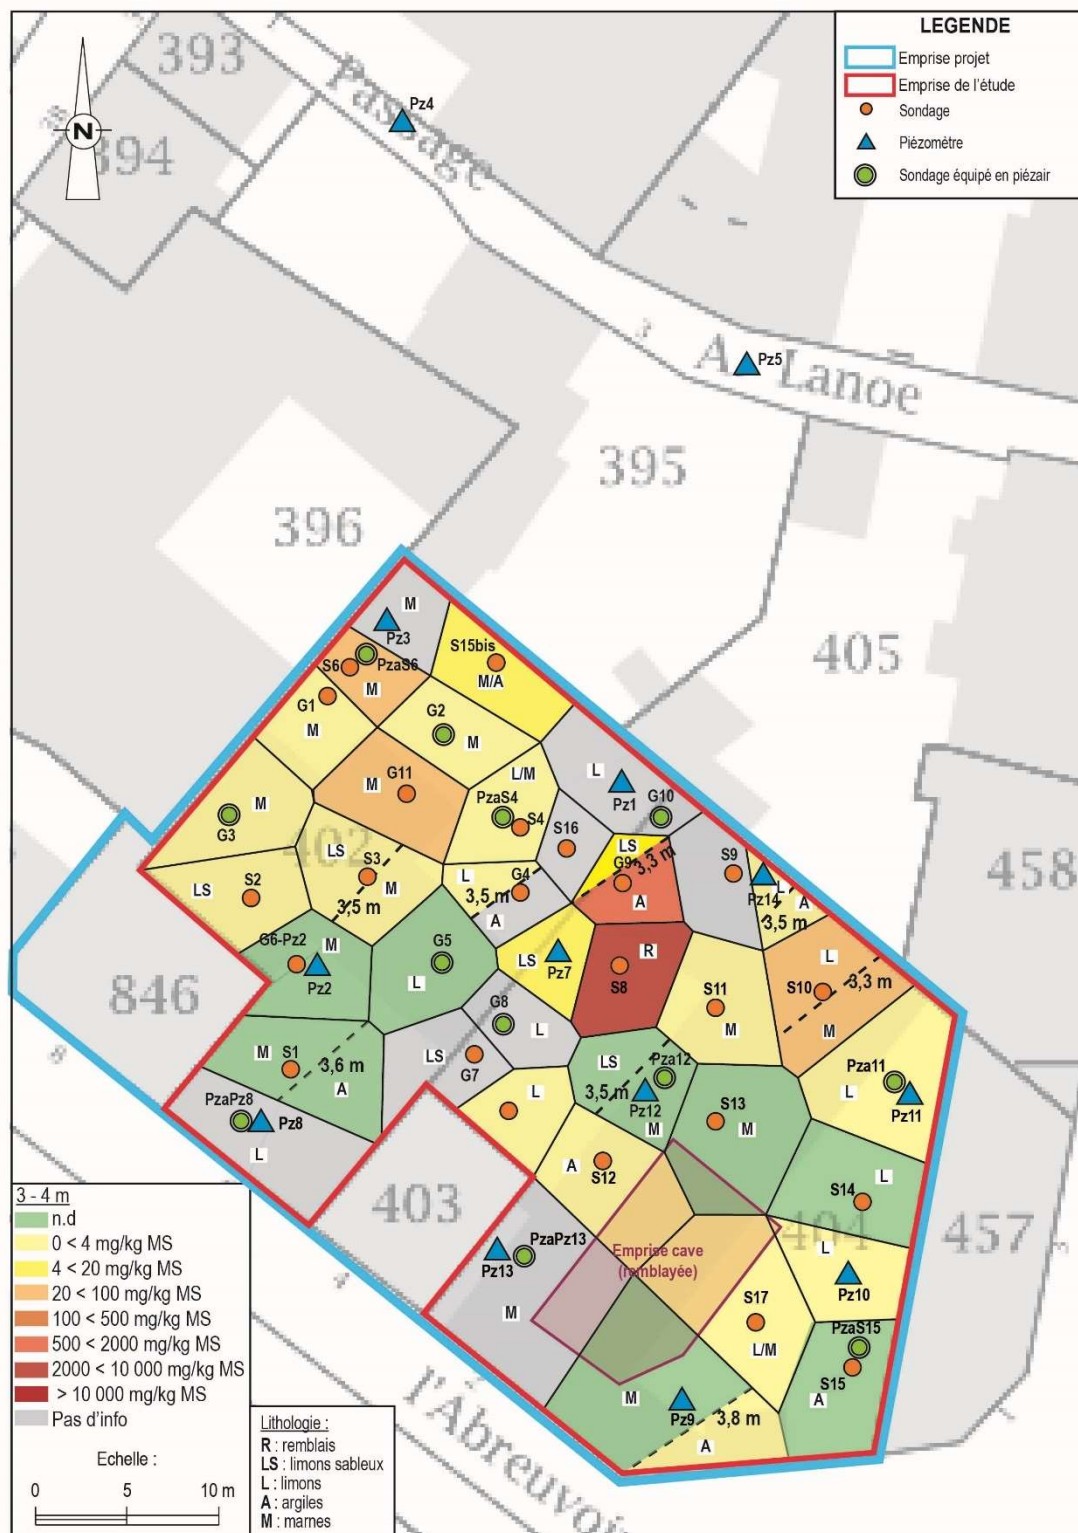 LEGENDE
Emprise projet
Emprise de l'étude
Sondage
Piézomètre
Sondage équipé en piézair
N
393
394
Passage
Pz4
3
A. Lanoe
Pz5
395
396
405
458
457
M
Pz3
S15bis
M/A
S6
PzaS6
M
G1
M
G2
M
L
Pz1
G10
M
G11
L/M
PzaS4
S4
S16
M
G3
402
LS
S3
M
3,5 m
LS
S2
L
G4
3,5 m
A
LS
G9
3,3 m
A
S9
Pz14
L
A
3,5 m
G6-Pz2
M
Pz2
G5
L
LS
Pz7
R
S8
S11
M
L
S10
3,3 m
M
846
8
G8
L
LS
G7
M
S1
3,6 m
A
LS
Pza12
3,5 m
Pz12
M
S13
M
Pza11
L
Pz11
PzaPz8
Pz8
L
L
A
S12
L
S14
403
404
4
PzaPz13
Pz13
M
Emprise cave
(remblayée)
L
Pz10
S17
L/M
PzaS15
S15
A
M
Pz9
3,8 m
A
l'Abreuvoir
3 - 4 m
n.d
0 < 4 mg/kg MS
4 < 20 mg/kg MS
20 < 100 mg/kg MS
100 < 500 mg/kg MS
500 < 2000 mg/kg MS
2000 < 10 000 mg/kg MS
> 10 000 mg/kg MS
Pas d'info
Echelle :
0 5 10 m
Lithologie :
R : remblais
LS : limons sableux
L : limons
A : argiles
M : marnes